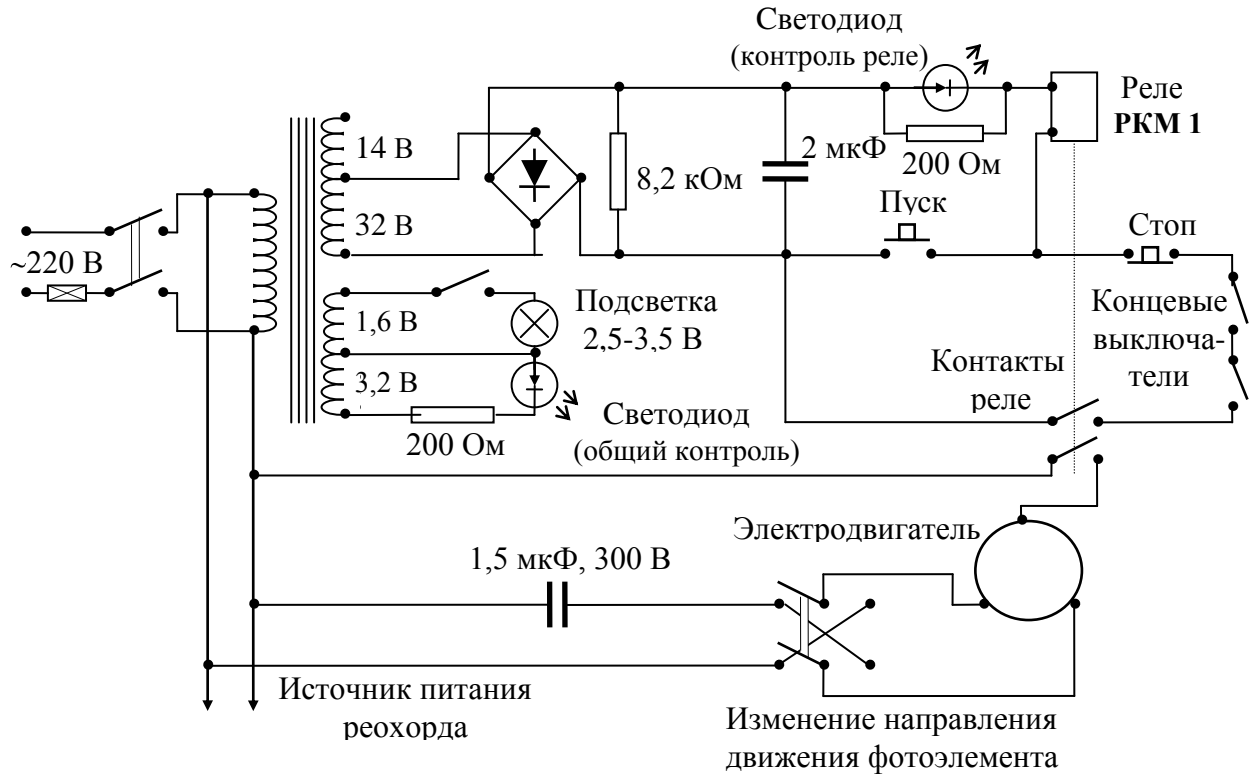 Светодиод
(контроль реле)
Реле
РКМ 1
14 В
2 мкФ
200 Ом
8,2 кОм
Пуск
32 В
Стоп
~220 В
Подсветка
2,5-3,5 В
1,6 В
Концевые
выключа-
тели
Контакты
реле
3,2 В
Светодиод
(общий контроль)
200 Ом
Электродвигатель
1,5 мкФ, 300 В
Источник питания
реохорда
Изменение направления
движения фотоэлемента